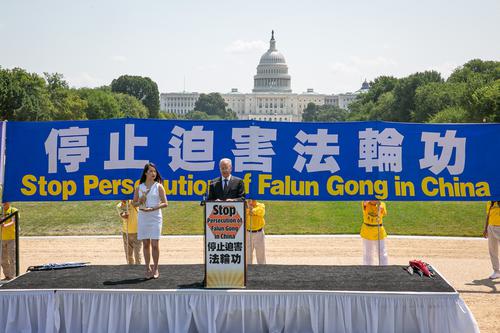 停止迫害法輪功
Stop Persecution of Falun Gong in China
Stop
Persecution of
Falun Gong
in China
停止迫害
法輪功